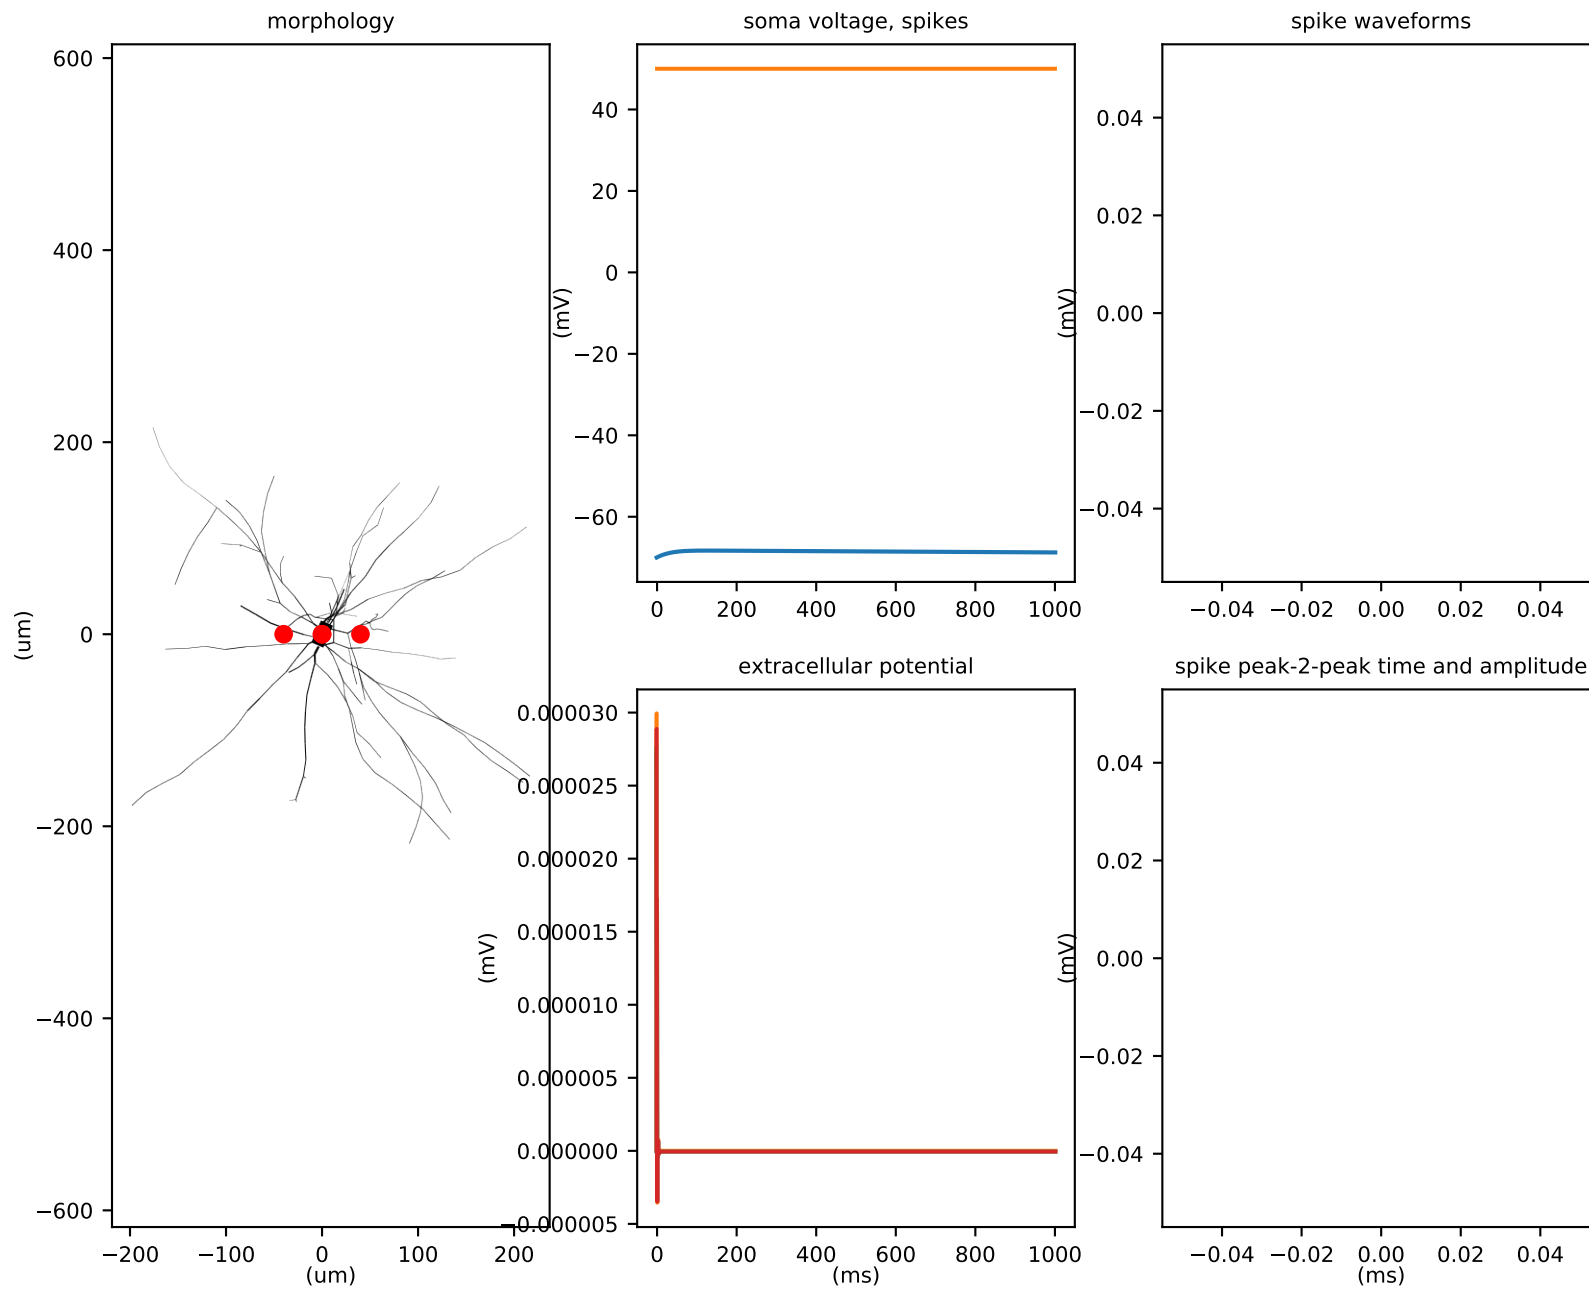 morphology
600
400
200
0
−200
−400
−600
(um)
−200 −100 0 100 200
(um)
soma voltage, spikes
40
20
0
−20
−40
−60
(mV)
0 200 400 600 800 1000
spike waveforms
0.04
0.02
0.00
−0.02
−0.04
(mV)
−0.04 −0.02 0.00 0.02 0.04
extracellular potential
0.000030
0.000025
0.000020
0.000015
0.000010
0.000005
0.000000
−0.000005
(mV)
0 200 400 600 800 1000
(ms)
spike peak-2-peak time and amplitude
0.04
0.02
0.00
−0.02
−0.04
(mV)
−0.04 −0.02 0.00 0.02 0.04
(ms)